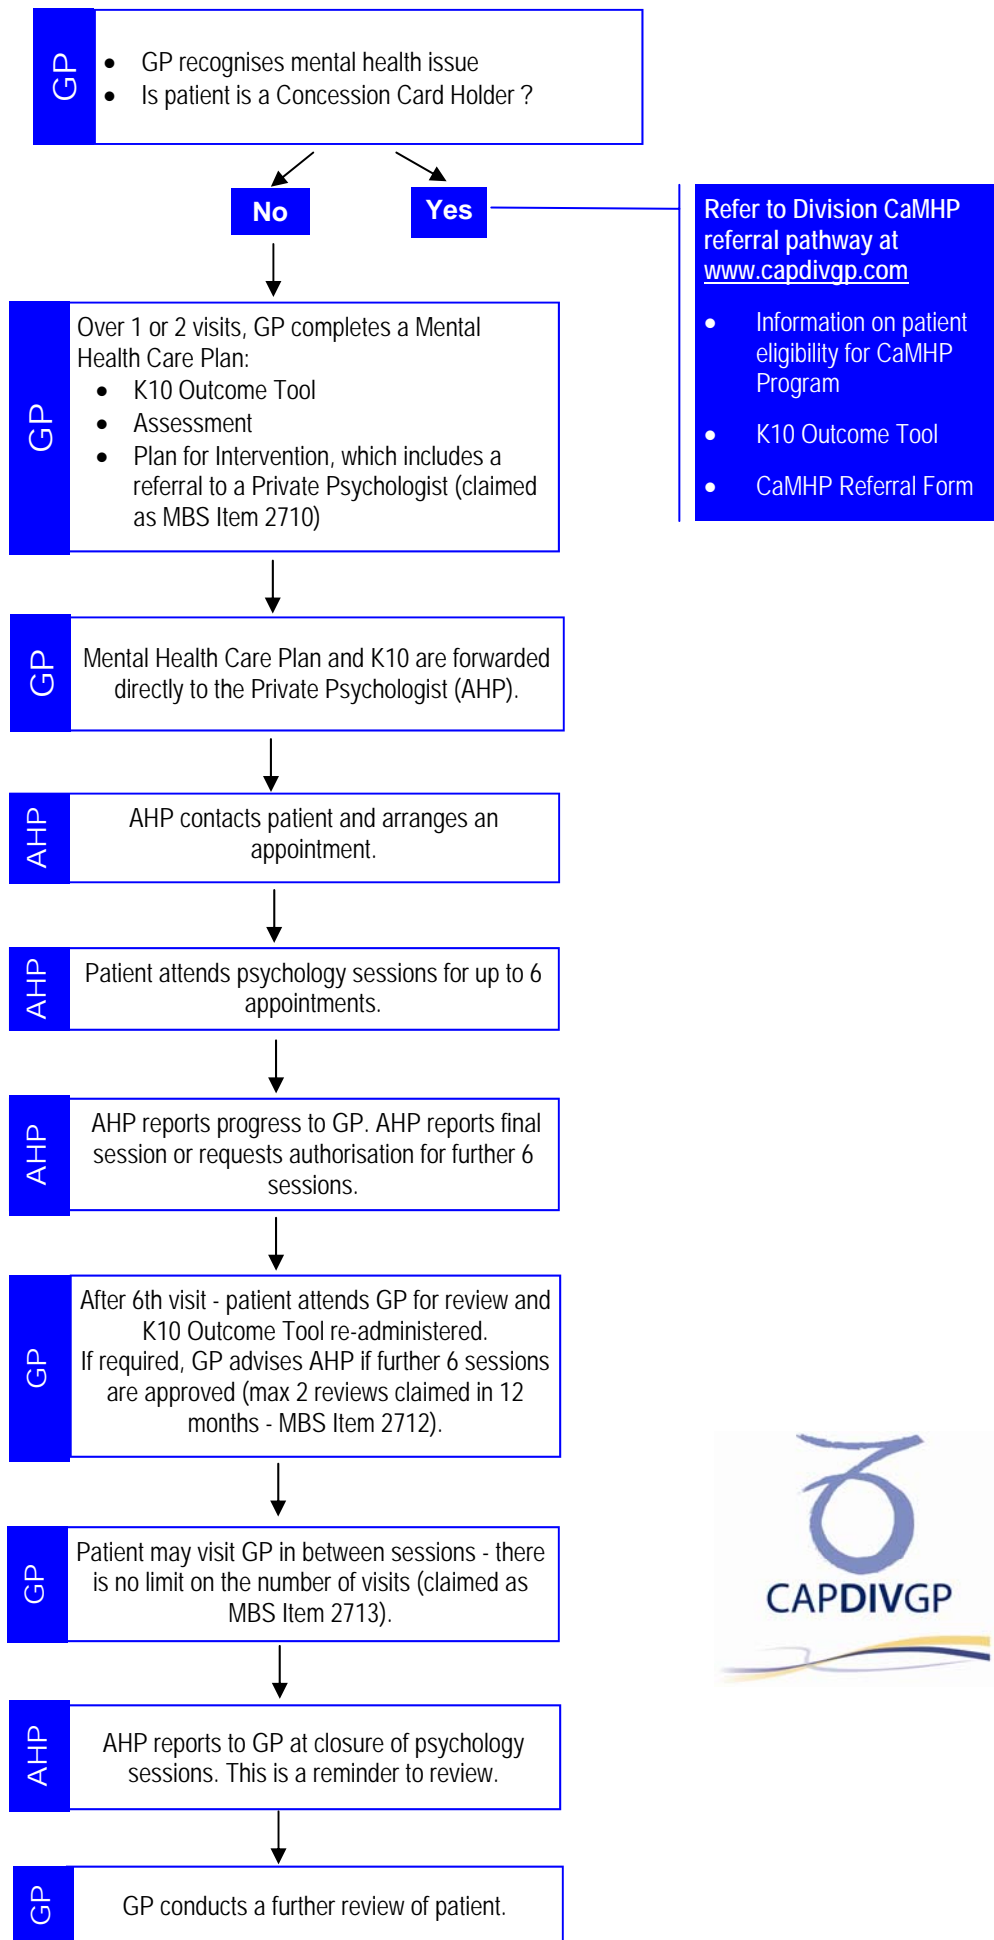 GP
• GP recognises mental health issue
• Is patient is a Concession Card Holder ?
No
Yes
Refer to Division CaMHP
referral pathway at
www.capdivgp.com
• Information on patient
eligibility for CaMHP
Program
• K10 Outcome Tool
• CaMHP Referral Form
GP
Over 1 or 2 visits, GP completes a Mental
Health Care Plan:
• K10 Outcome Tool
• Assessment
• Plan for Intervention, which includes a
referral to a Private Psychologist (claimed
as MBS Item 2710)
GP
Mental Health Care Plan and K10 are forwarded
directly to the Private Psychologist (AHP).
AHP
AHP contacts patient and arranges an
appointment.
AHP
Patient attends psychology sessions for up to 6
appointments.
AHP
AHP reports progress to GP. AHP reports final
session or requests authorisation for further 6
sessions.
GP
After 6th visit - patient attends GP for review and
K10 Outcome Tool re-administered.
If required, GP advises AHP if further 6 sessions
are approved (max 2 reviews claimed in 12
months - MBS Item 2712).
GP
Patient may visit GP in between sessions - there
is no limit on the number of visits (claimed as
MBS Item 2713).
CAPDIVGP
AHP
AHP reports to GP at closure of psychology
sessions. This is a reminder to review.
GP
GP conducts a further review of patient.